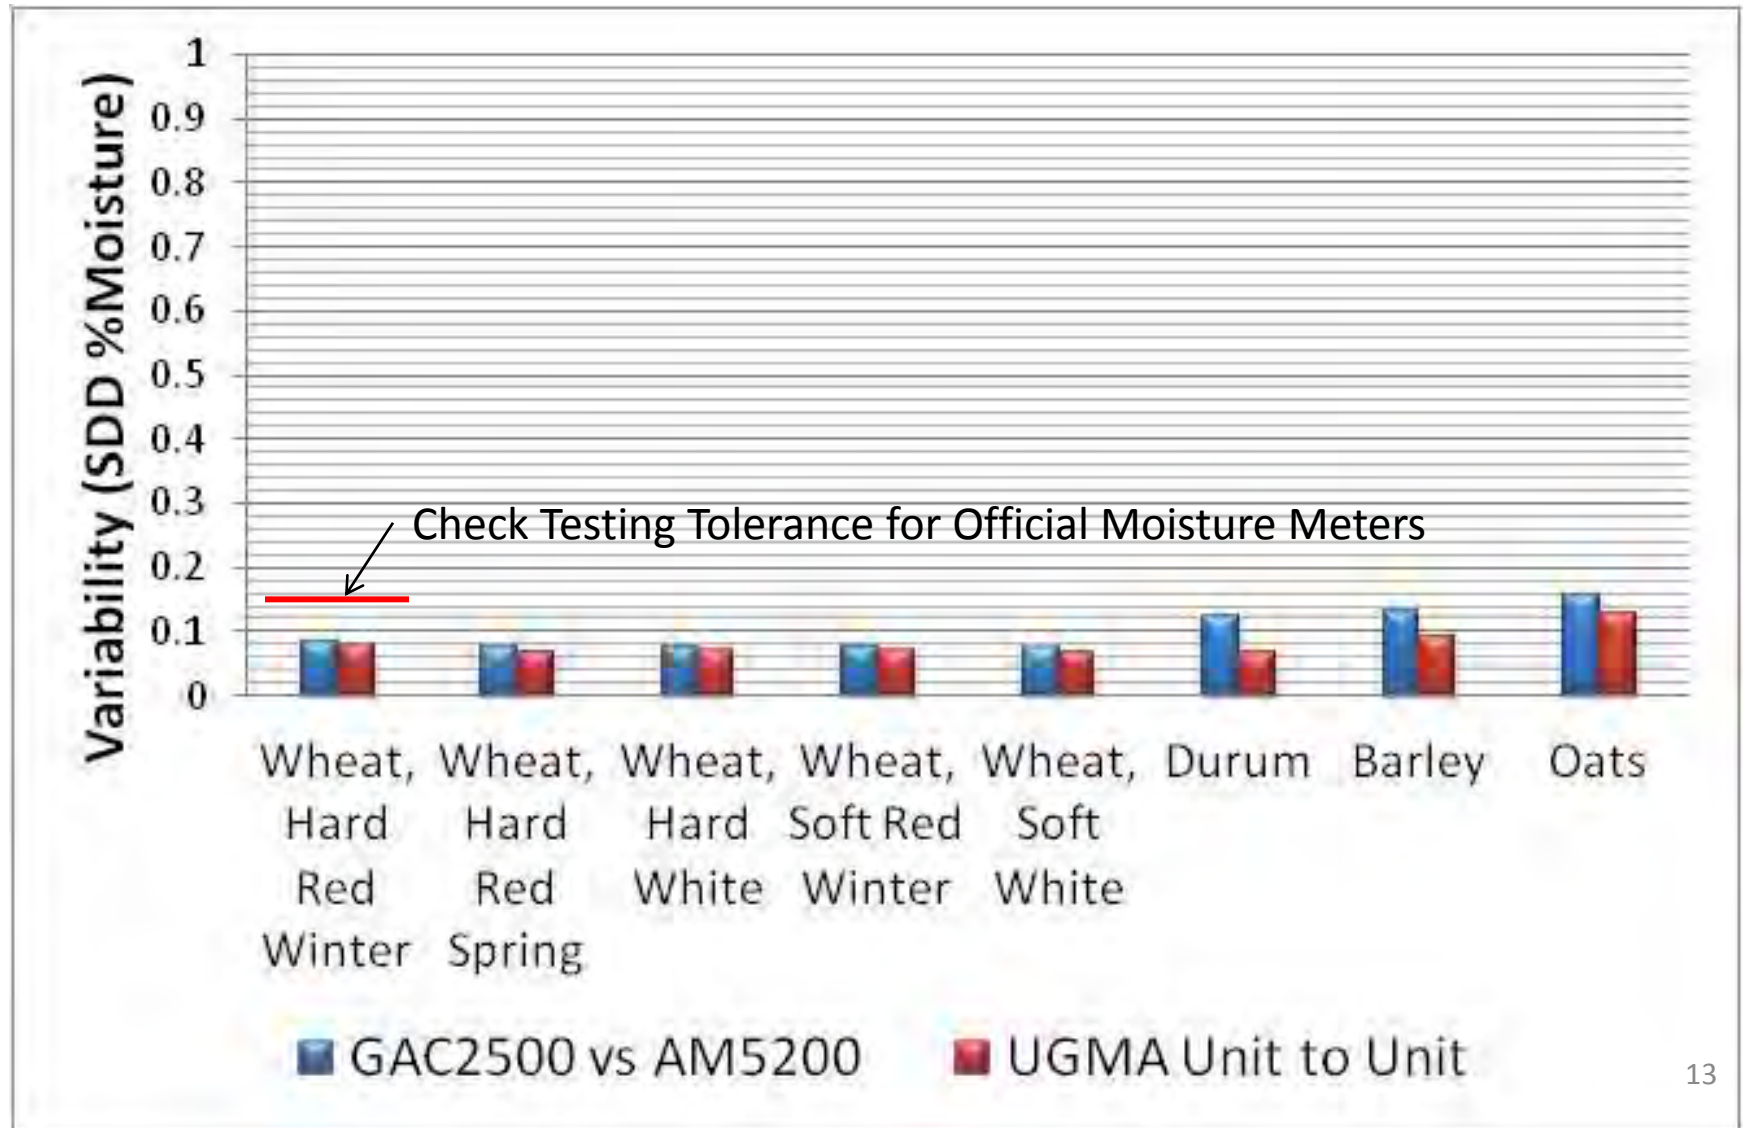 Variability (SDD %Moisture)
1
0.9
0.8
0.7
0.6
0.5
0.4
0.3
0.2
0.1
0
Check Testing Tolerance for Official Moisture Meters
Wheat, Hard Red Winter
Wheat, Hard Red Spring
Wheat, Hard White
Wheat, Soft Red Winter
Wheat, Soft White
Durum
Barley
Oats
GAC2500 vs AM5200
UGMA Unit to Unit
13